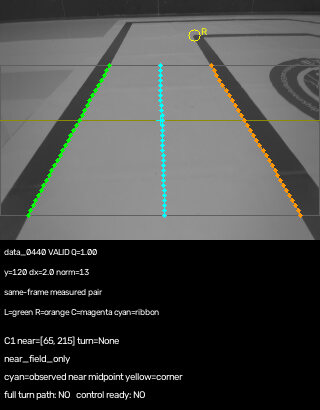 R
data_0440 VALID Q=1.00
y=120 dx=2.0 norm=13
same-frame measured pair
L=green R=orange C=magenta cyan=ribbon
C1 near=[65, 215] turn=None
near_field_only
cyan=observed near midpoint yellow=corner
full turn path: NO control ready: NO